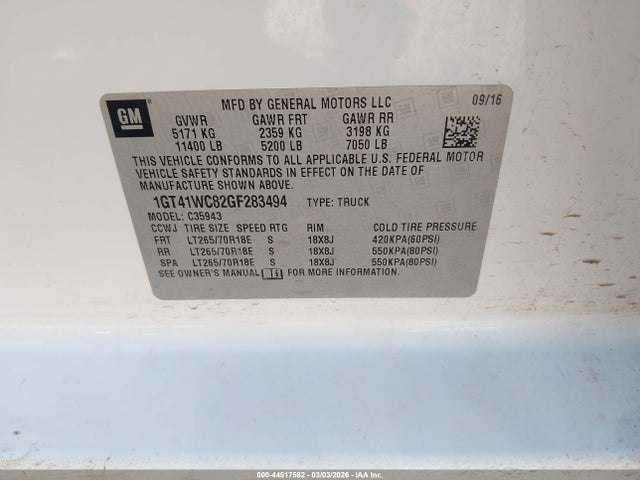 GM ® MFD BY GENERAL MOTORS LLC 09/16
GVWR GAWR FRT GAWR RR
5171 KG 2359 KG 3198 KG
11400 LB 5200 LB 7050 LB
THIS VEHICLE CONFORMS TO ALL APPLICABLE U.S. FEDERAL MOTOR
VEHICLE SAFETY STANDARDS IN EFFECT ON THE DATE OF
MANUFACTURE SHOWN ABOVE.
1GT41WC82GF283494 TYPE: TRUCK
MODEL: C35943
CCWJ TIRE SIZE SPEED RTG RIM COLD TIRE PRESSURE
FRT LT265/70R18E S 18X8J 420KPA(60PSI)
RR LT265/70R18E S 18X8J 550KPA(80PSI)
SPA LT265/70R18E S 18X8J 550KPA(80PSI)
SEE OWNER'S MANUAL FOR MORE INFORMATION.
000-44517582 / 03/03/2026 / IAA Inc.